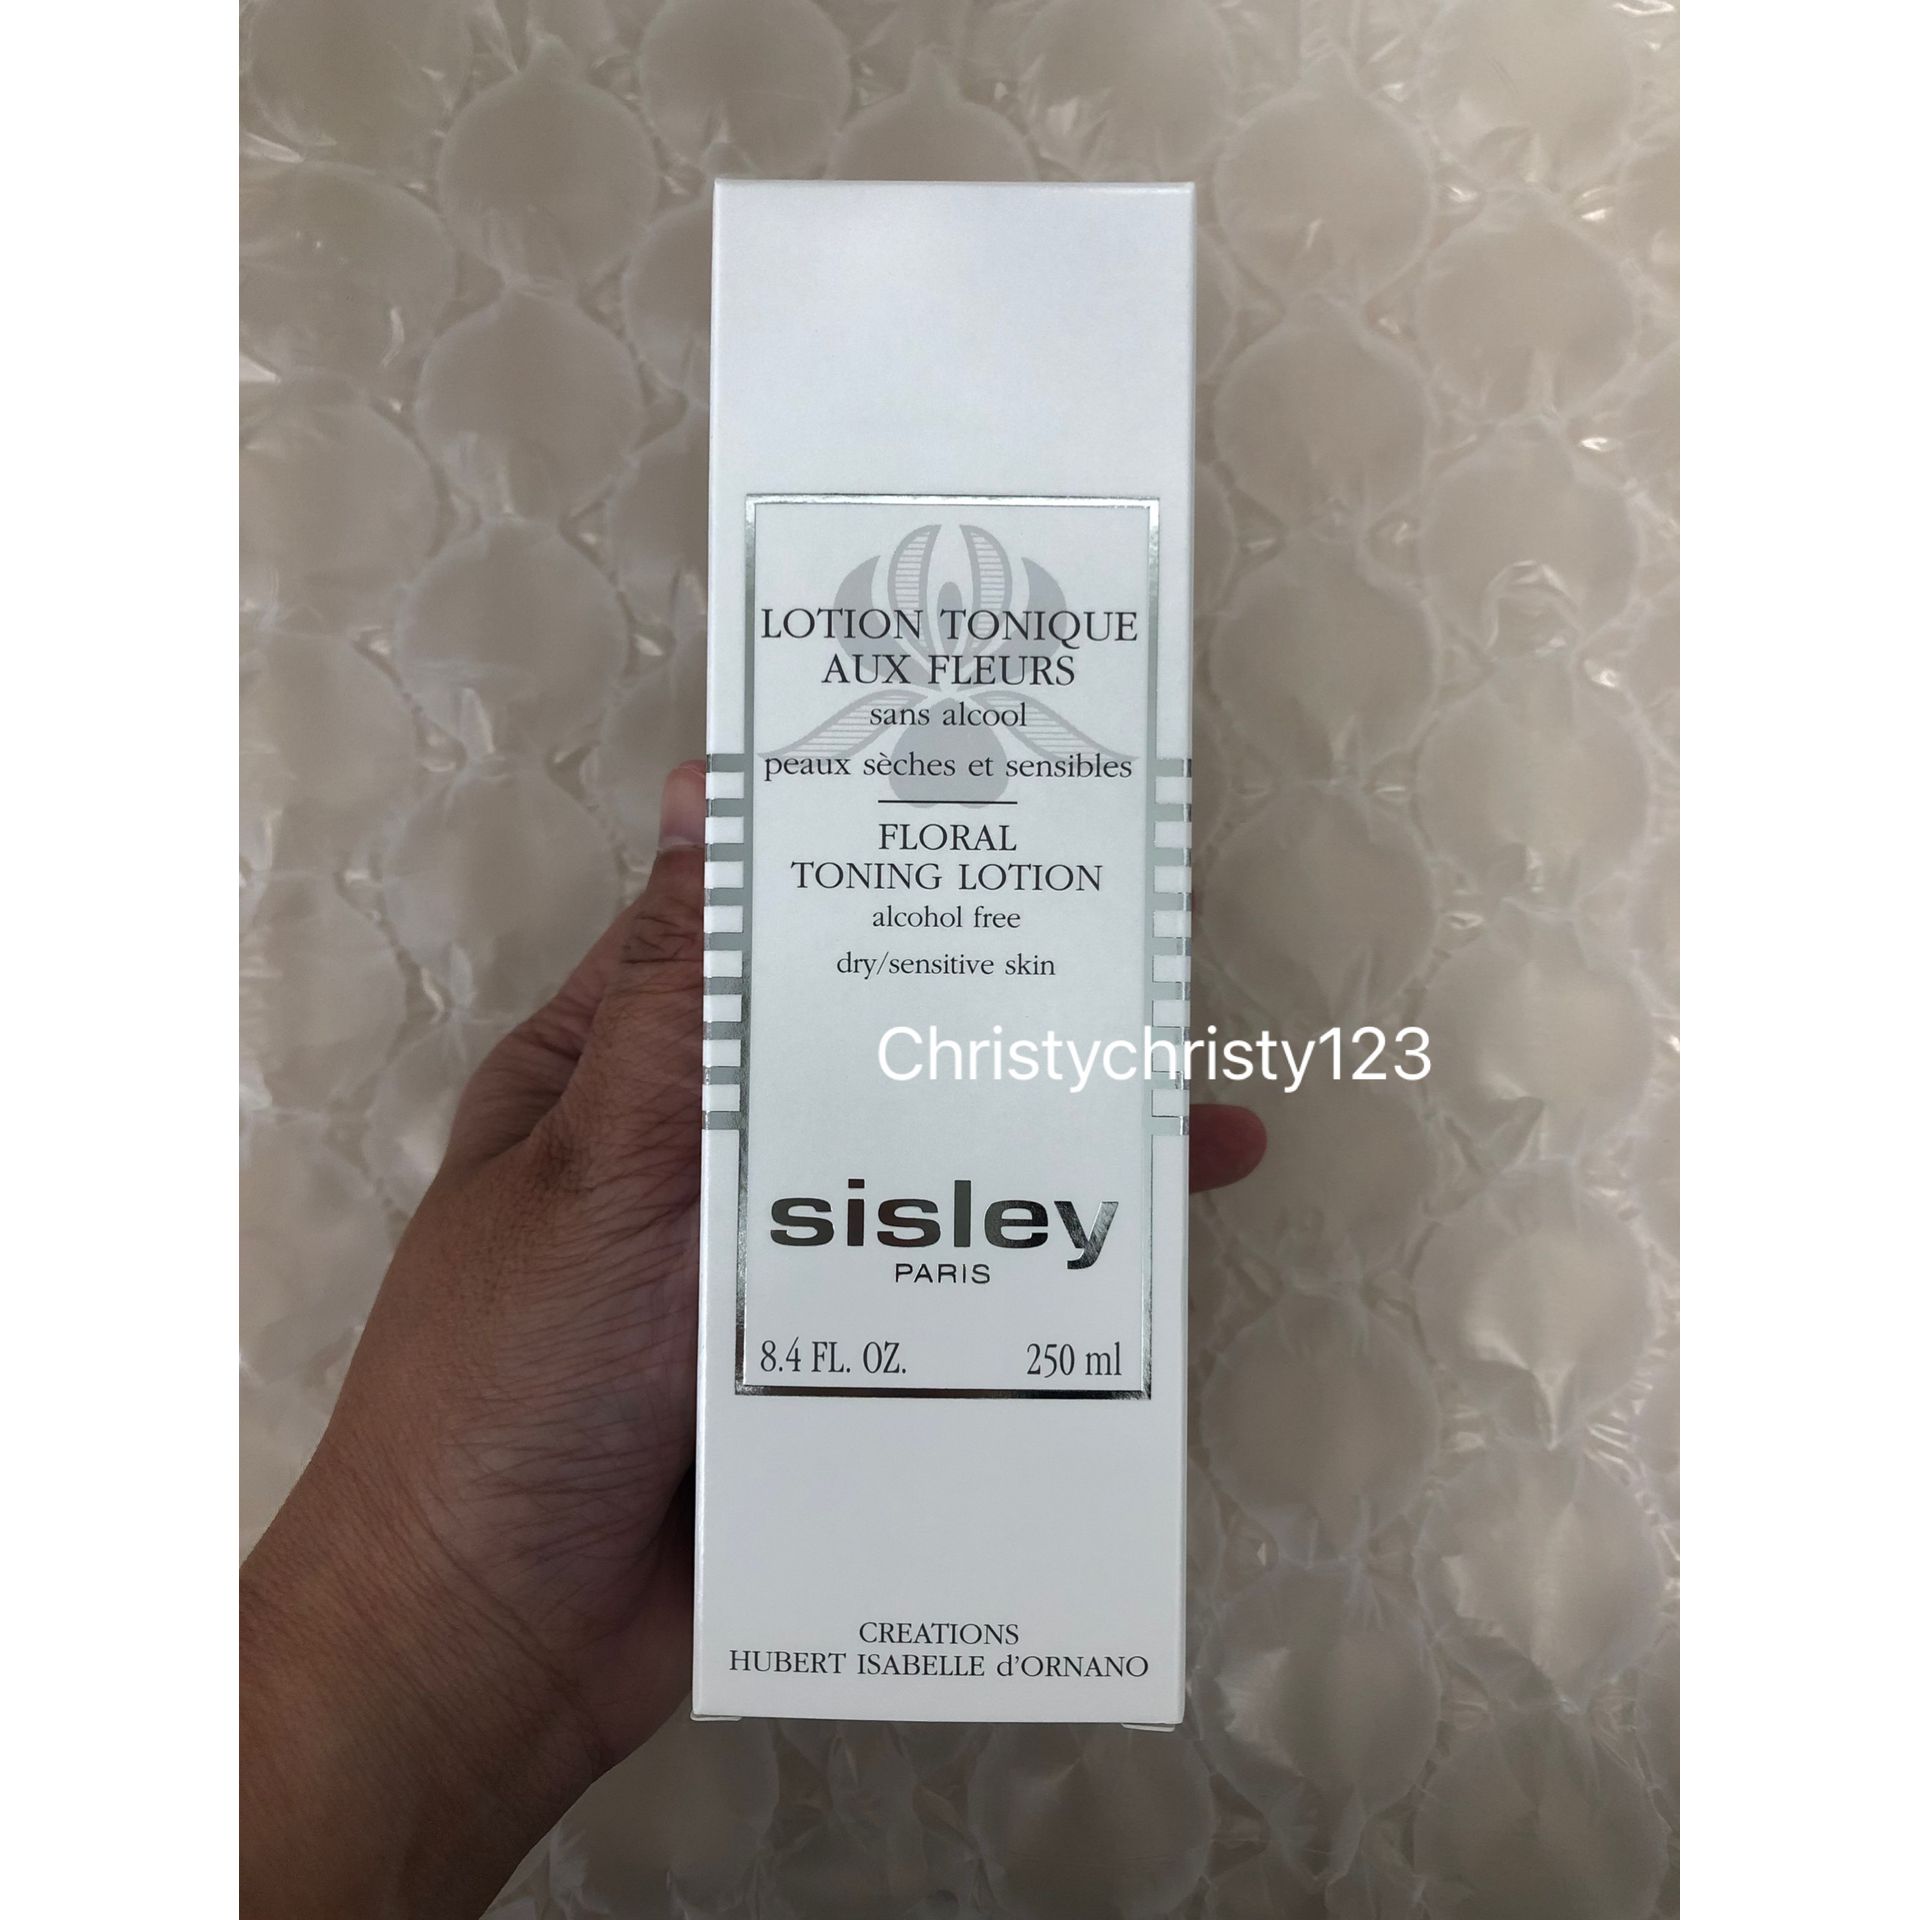 LOTION TONIQUE
AUX FLEURS
sans alcool
peaux sèches et sensibles
FLORAL
TONING LOTION
alcohol free
dry/sensitive skin
Christychristy123
sisley
PARIS
8.4 FL. OZ. 250 ml
CREATIONS
HUBERT ISABELLE d'ORNANO